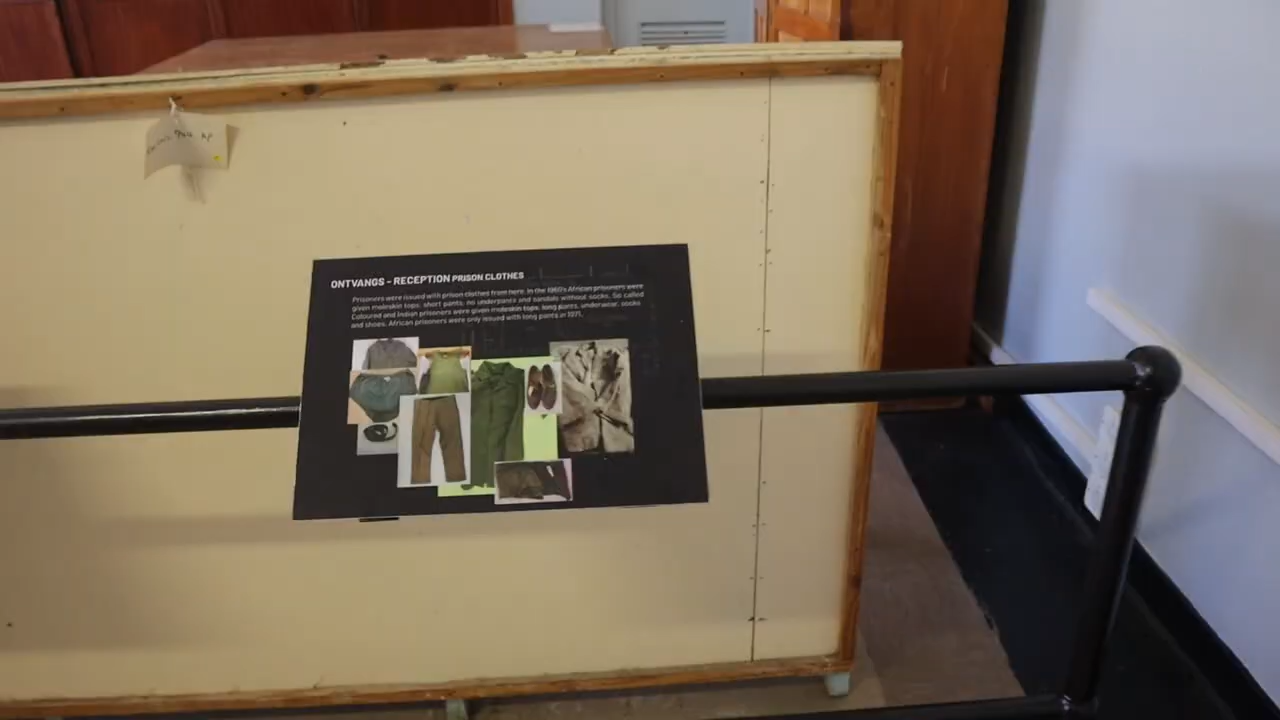 ONTVANGS - RECEPTION PRISON CLOTHES
Prisoners were issued with prison clothes from here. In the 1960's African prisoners were
given moleskin tops, short pants, no underpants and sandals without socks. So called
Coloured and Indian prisoners were given moleskin tops, long pants, underwear, socks
and shoes. African prisoners were only issued with long pants in 1971.